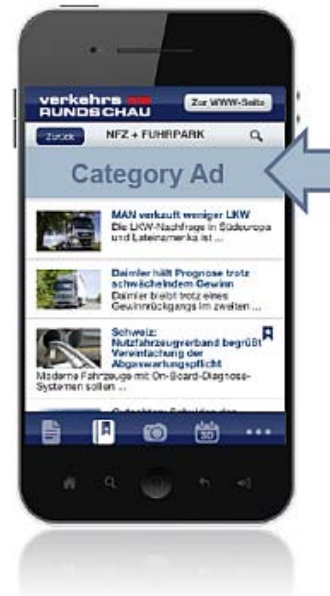 verkehrs
RUNDSCHAU
Zur WWW-Seite
Zurück
NFZ + FUHRPARK
Category Ad
MAN verkauft weniger LKW
Die LKW-Nachfrage in Südeuropa
und Lateinamerika ist ...
Daimler hält Prognose trotz
schwächelndem Gewinn
Daimler bleibt trotz eines
Gewinnrückgangs im zweiten ...
Schweiz:
Nutzfahrzeugverband begrüßt
Vereinfachung der
Abgaswartungspflicht
Moderne Fahrzeuge mit On-Board-Diagnose-
Systemen sollen ...
30